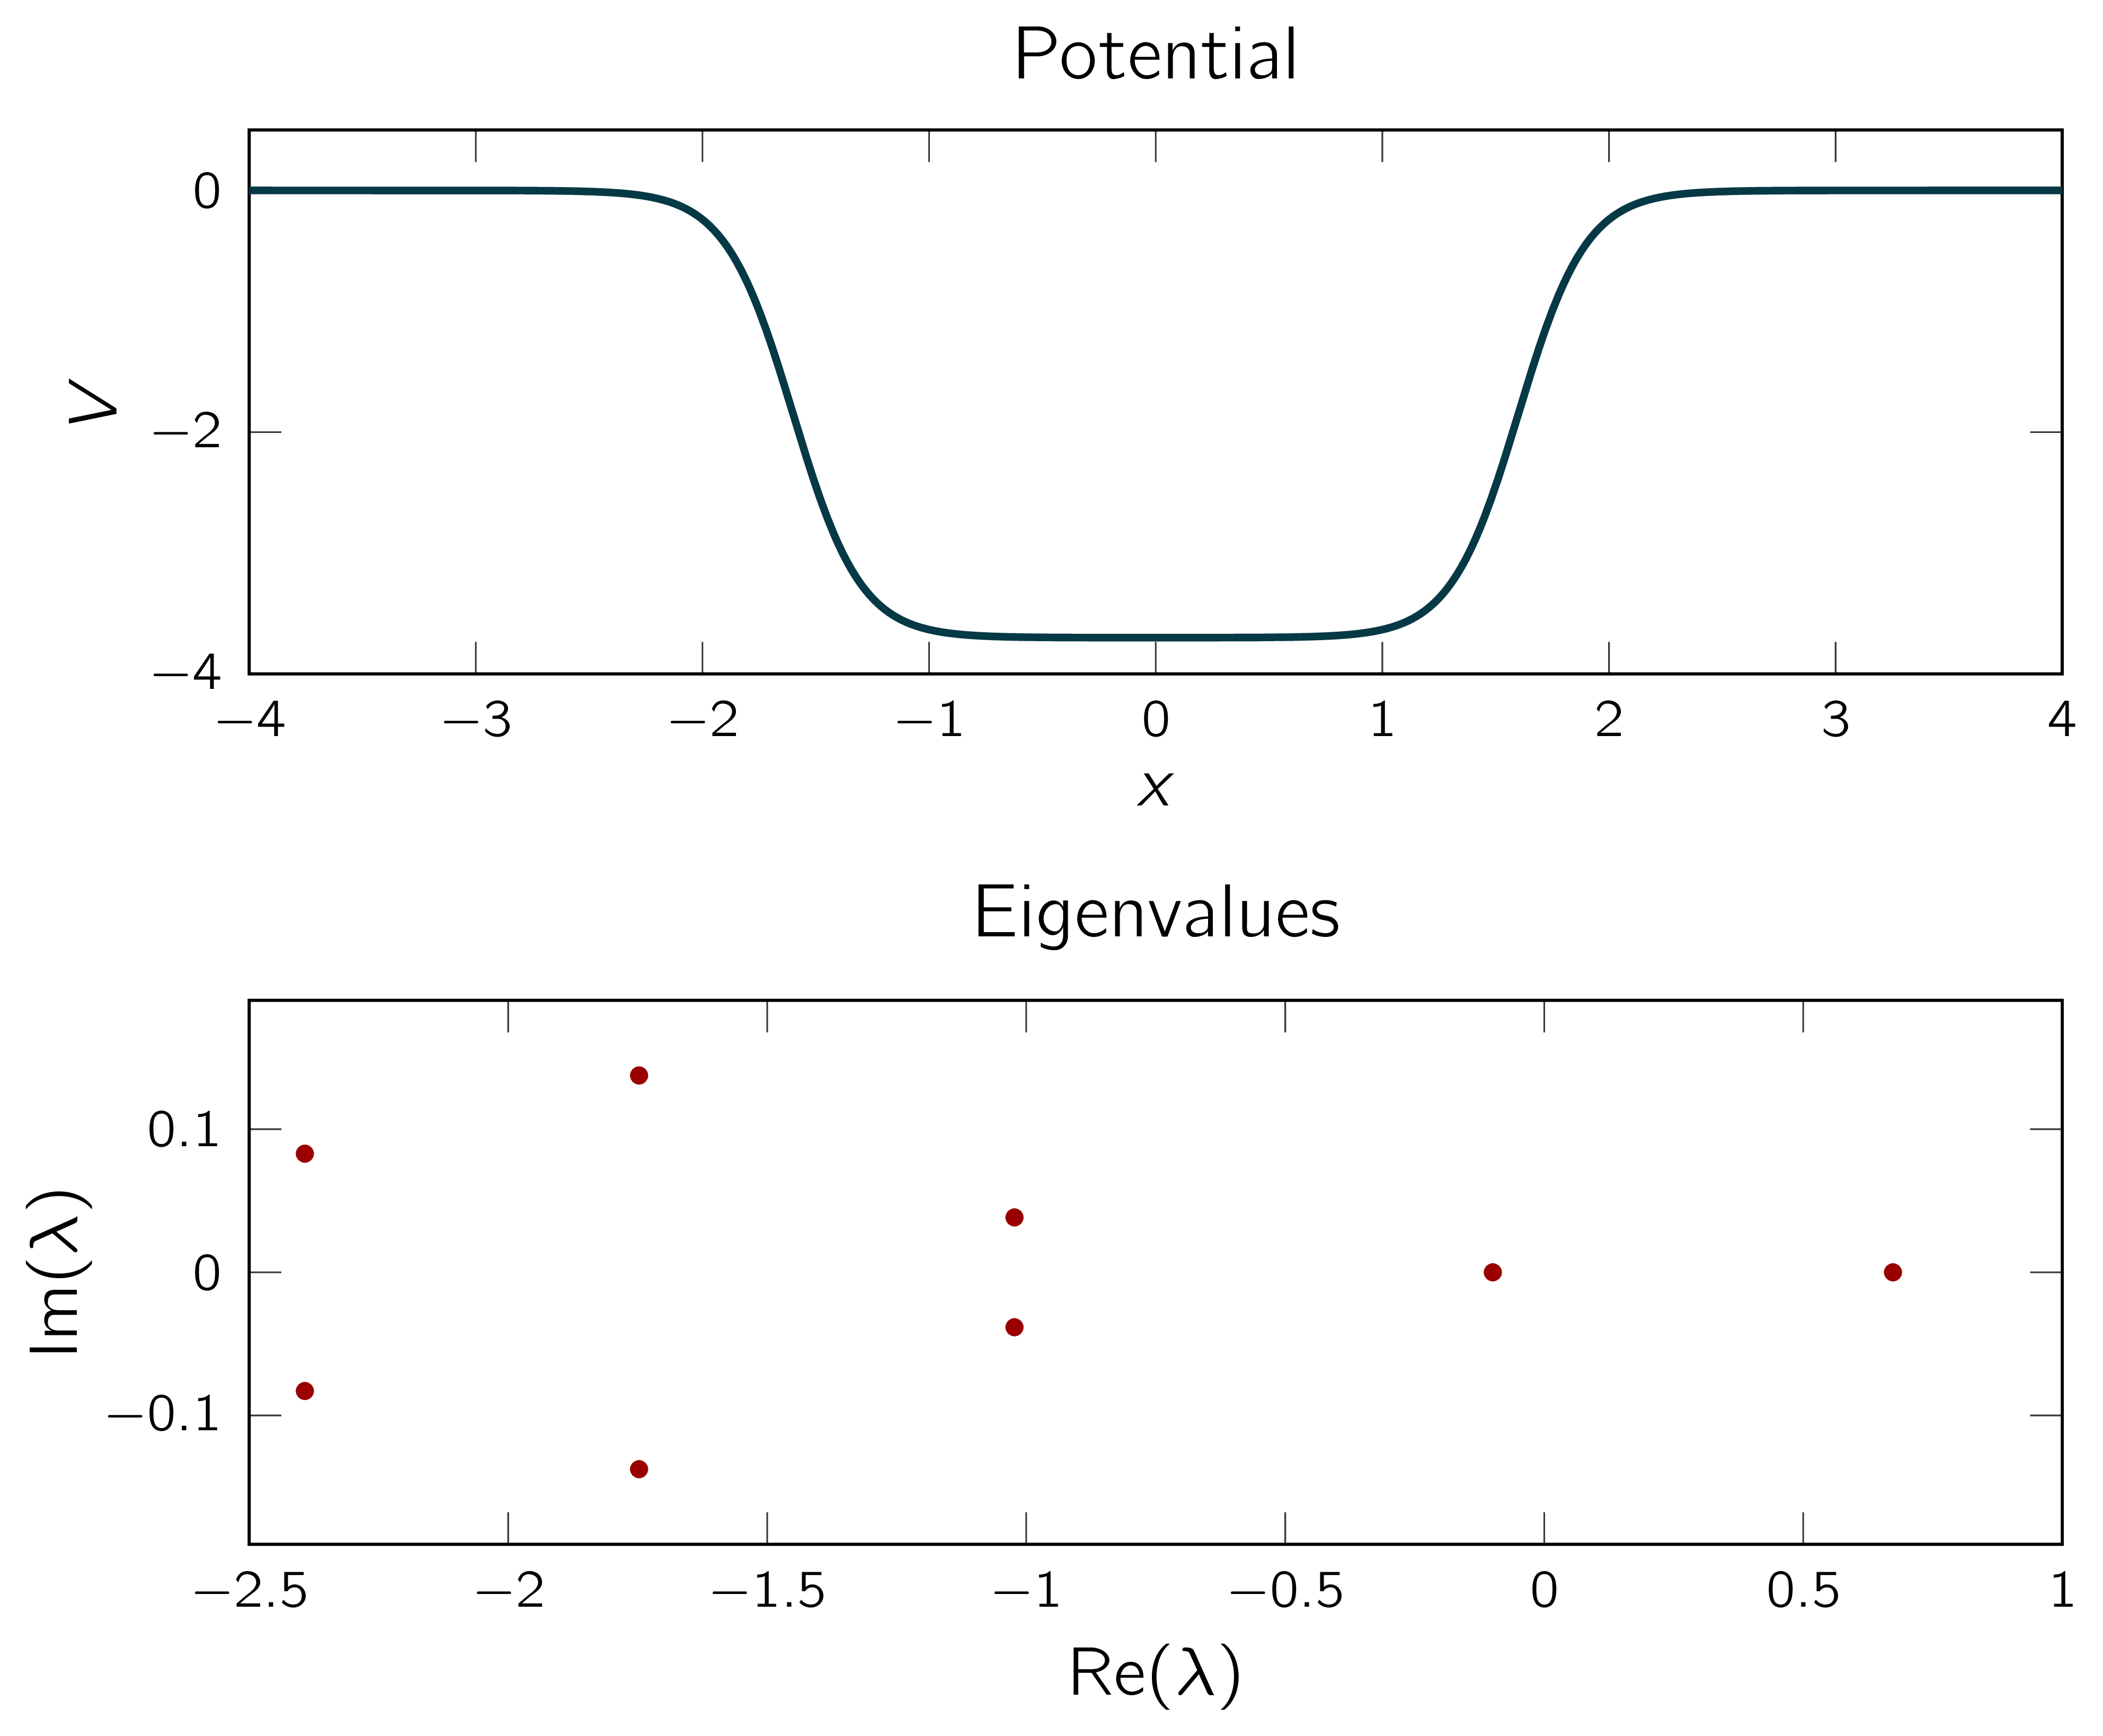 Potential
0
−2
−4
V
−4 −3 −2 −1 0 1 2 3 4
x
Eigenvalues
0.1
0
−0.1
Im(λ)
−2.5 −2 −1.5 −1 −0.5 0 0.5 1
Re(λ)